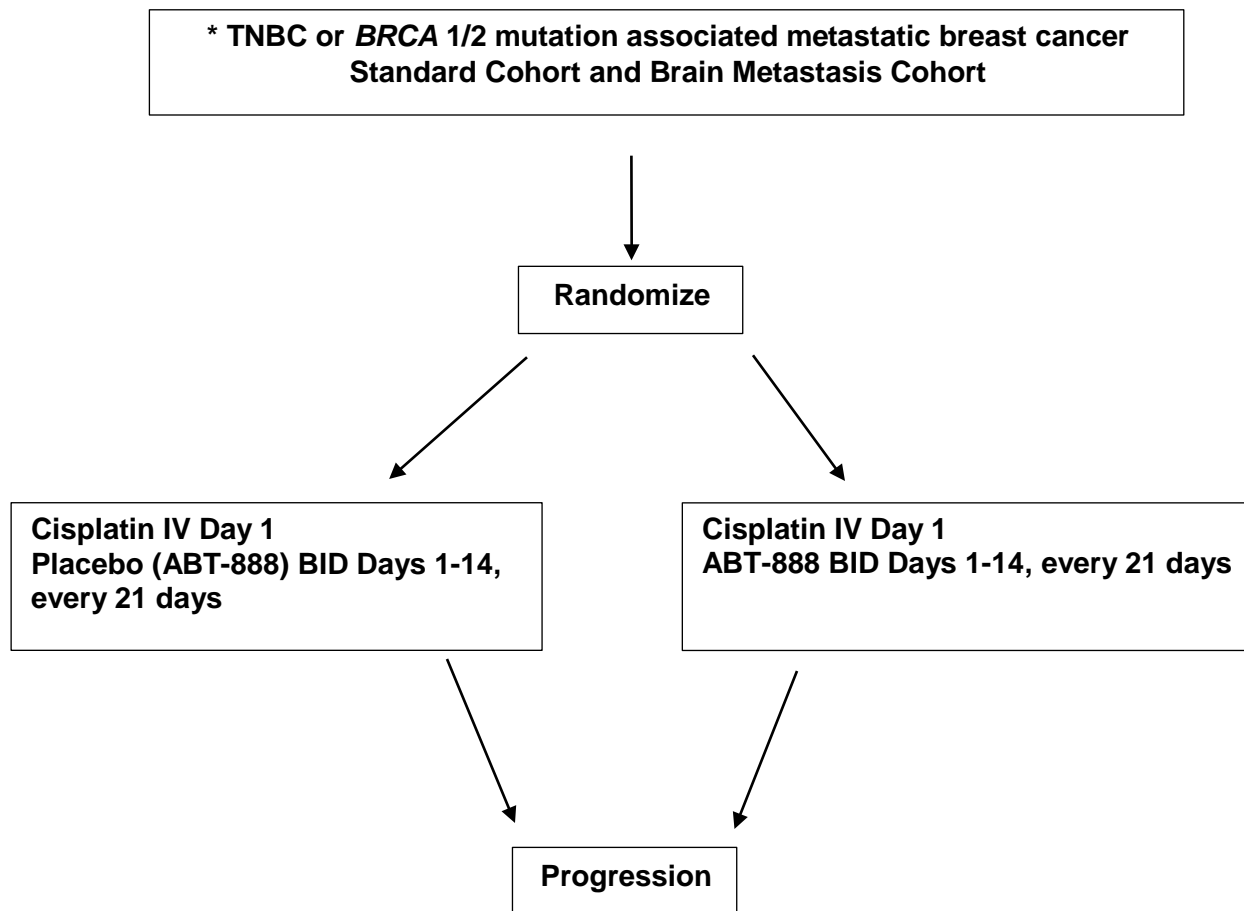 * TNBC or BRCA 1/2 mutation associated metastatic breast cancer
Standard Cohort and Brain Metastasis Cohort
Randomize
Cisplatin IV Day 1
Placebo (ABT-888) BID Days 1-14,
every 21 days
Cisplatin IV Day 1
ABT-888 BID Days 1-14, every 21 days
Progression